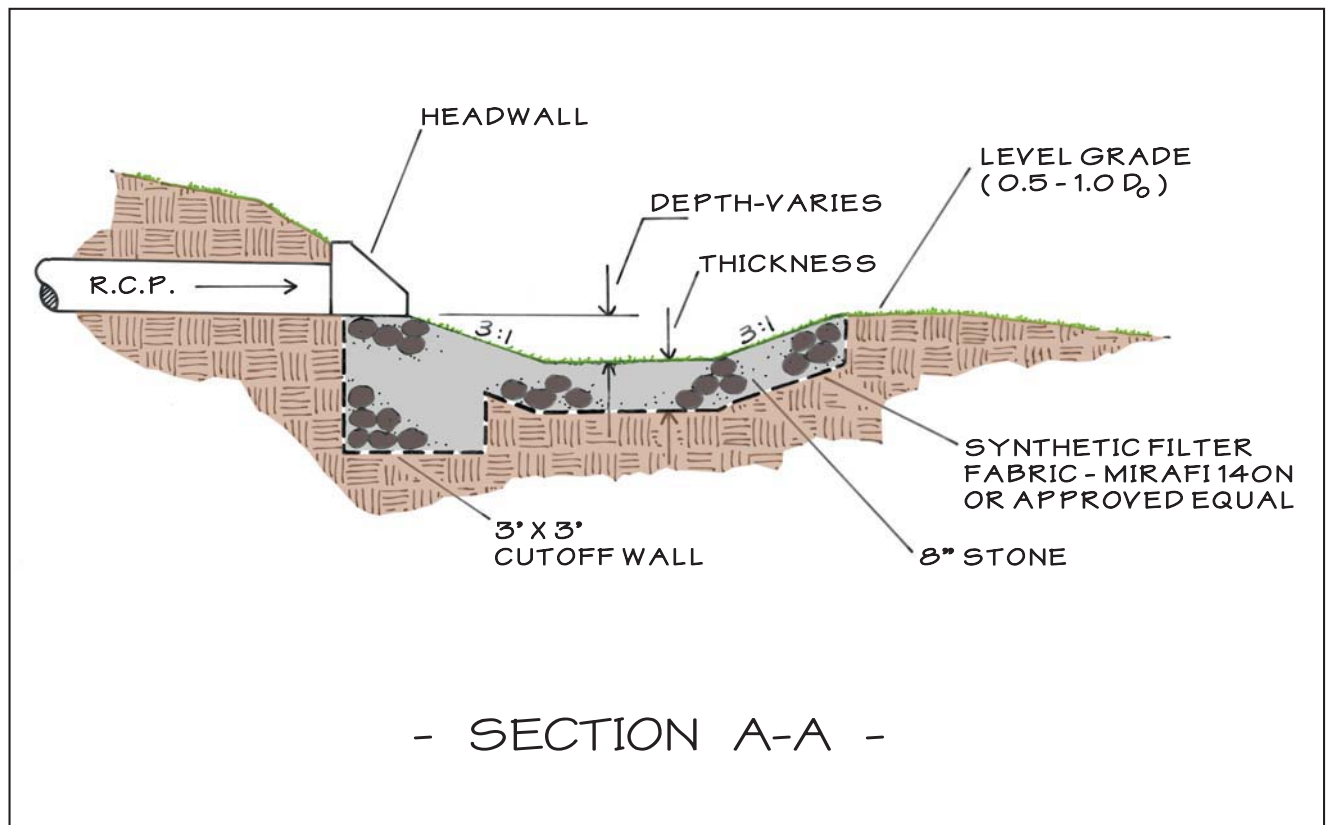 HEADWALL
LEVEL GRADE
( 0.5 - 1.0 Do )
DEPTH-VARIES
THICKNESS
R.C.P.
3:1
3:1
SYNTHETIC FILTER
FABRIC - MIRAFI 140N
OR APPROVED EQUAL
3' X 3'
CUTOFF WALL
8" STONE
- SECTION A-A -